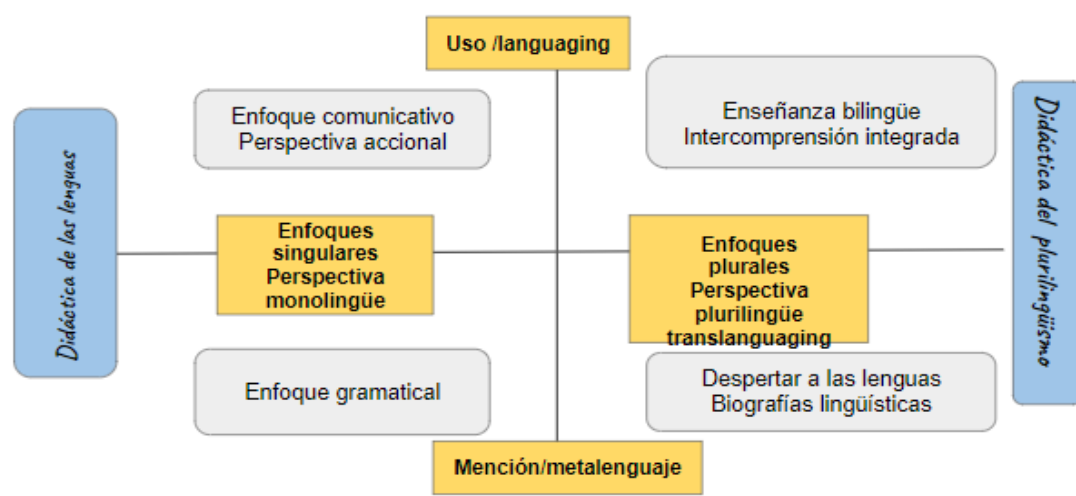 Uso /languaging
Enfoque comunicativo
Perspectiva accional
Enseñanza bilingüe
Intercomprensión integrada
Didáctica de las lenguas
Enfoques
singulares
Perspectiva
monolingüe
Enfoques
plurales
Perspectiva
plurilingüe
translanguaging
Didáctica del plurilingüismo
Enfoque gramatical
Despertar a las lenguas
Biografías lingüísticas
Mención/metalenguaje